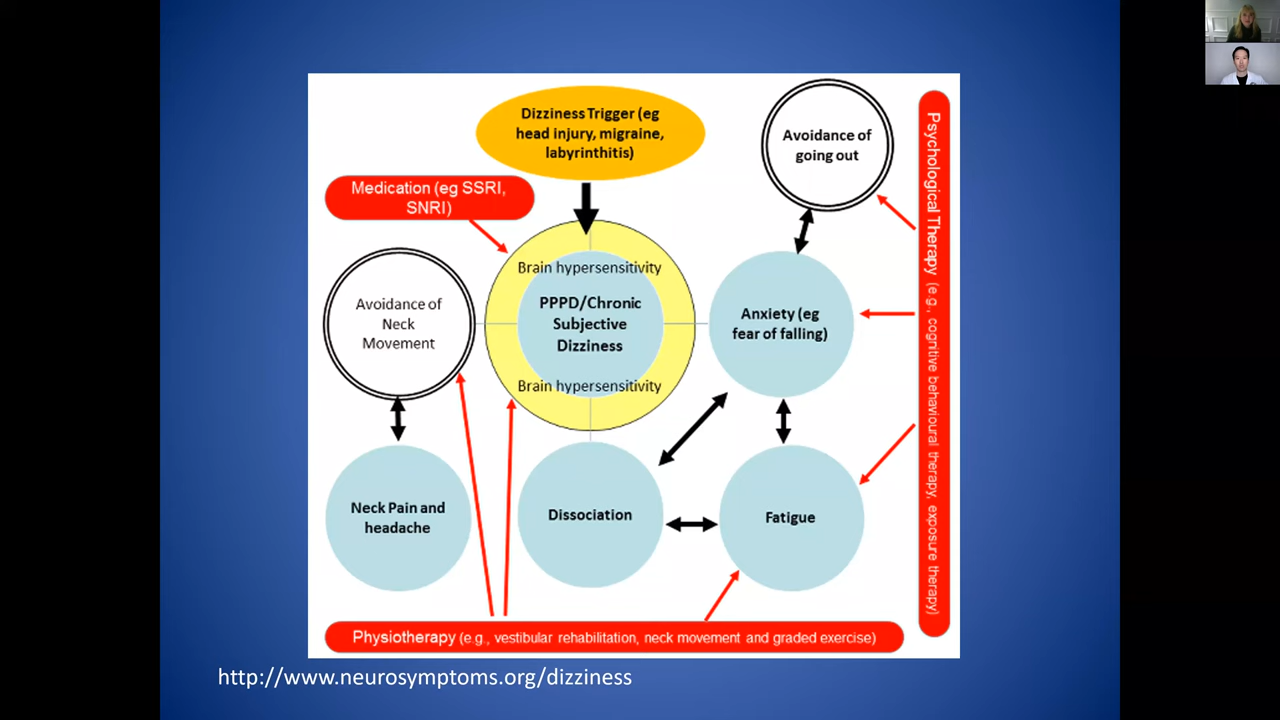 Dizziness Trigger (eg
head injury, migraine,
labyrinthitis)
Avoidance of
going out
Medication (eg SSRI,
SNRI)
Brain hypersensitivity
PPPD/Chronic
Subjective
Dizziness
Brain hypersensitivity
Avoidance of
Neck
Movement
Anxiety (eg
fear of falling)
Neck Pain and
headache
Dissociation
Fatigue
Psychological Therapy (e.g., cognitive behavioural therapy, exposure therapy)
Physiotherapy (e.g., vestibular rehabilitation, neck movement and graded exercise)
http://www.neurosymptoms.org/dizziness